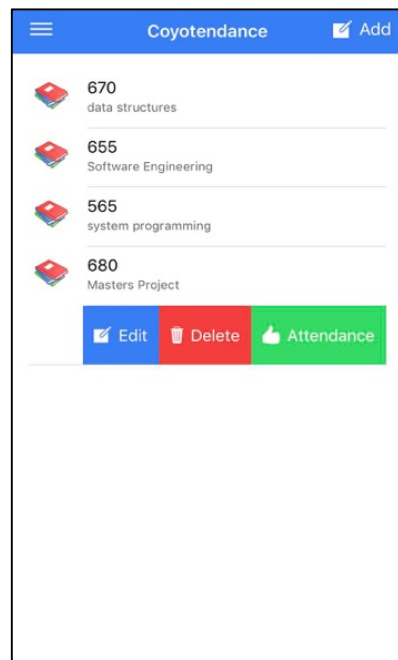 Coyotendance Add
670
data structures
655
Software Engineering
565
system programming
680
Masters Project
Edit Delete Attendance